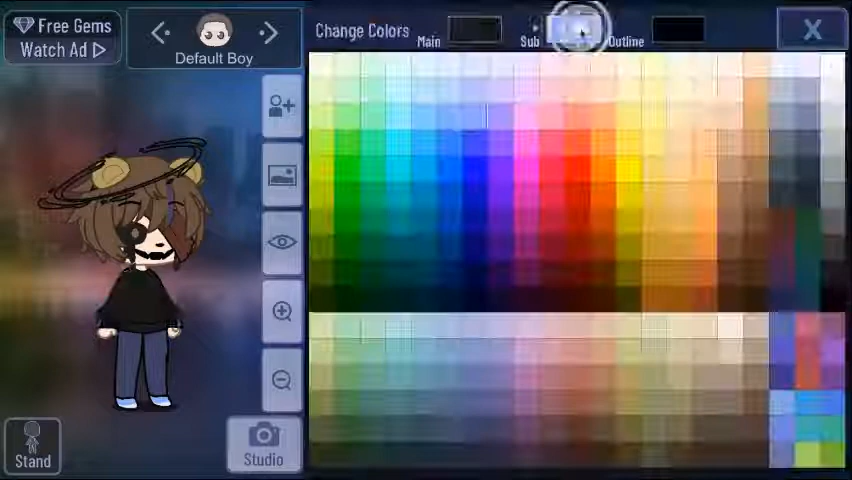 Free Gems
Watch Ad
Default Boy
Change Colors
Main
Sub
Outline
X
Stand
Studio